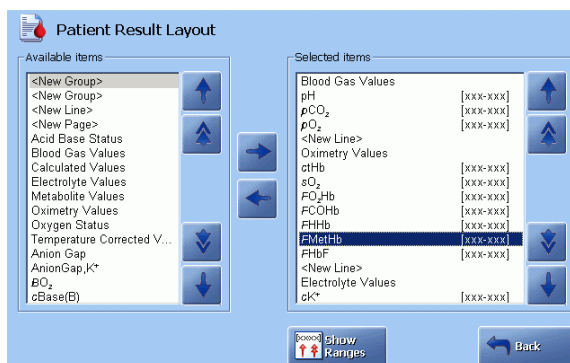 Patient Result Layout
Available items
<New Group>
<New Group>
<New Line>
<New Page>
Acid Base Status
Blood Gas Values
Calculated Values
Electrolyte Values
Metabolite Values
Oximetry Values
Oxygen Status
Temperature Corrected V...
Anion Gap
AnionGap,K⁺
BO₂
cBase(B)
Selected items
Blood Gas Values
pH [xxx-xxx]
pCO₂ [xxx-xxx]
pO₂ [xxx-xxx]
<New Line>
Oximetry Values
ctHb [xxx-xxx]
sO₂ [xxx-xxx]
FO₂Hb [xxx-xxx]
FCOHb [xxx-xxx]
FHHb [xxx-xxx]
FMetHb [xxx-xxx]
FHbF [xxx-xxx]
<New Line>
Electrolyte Values
cK⁺ [xxx-xxx]
Show
Ranges
Back